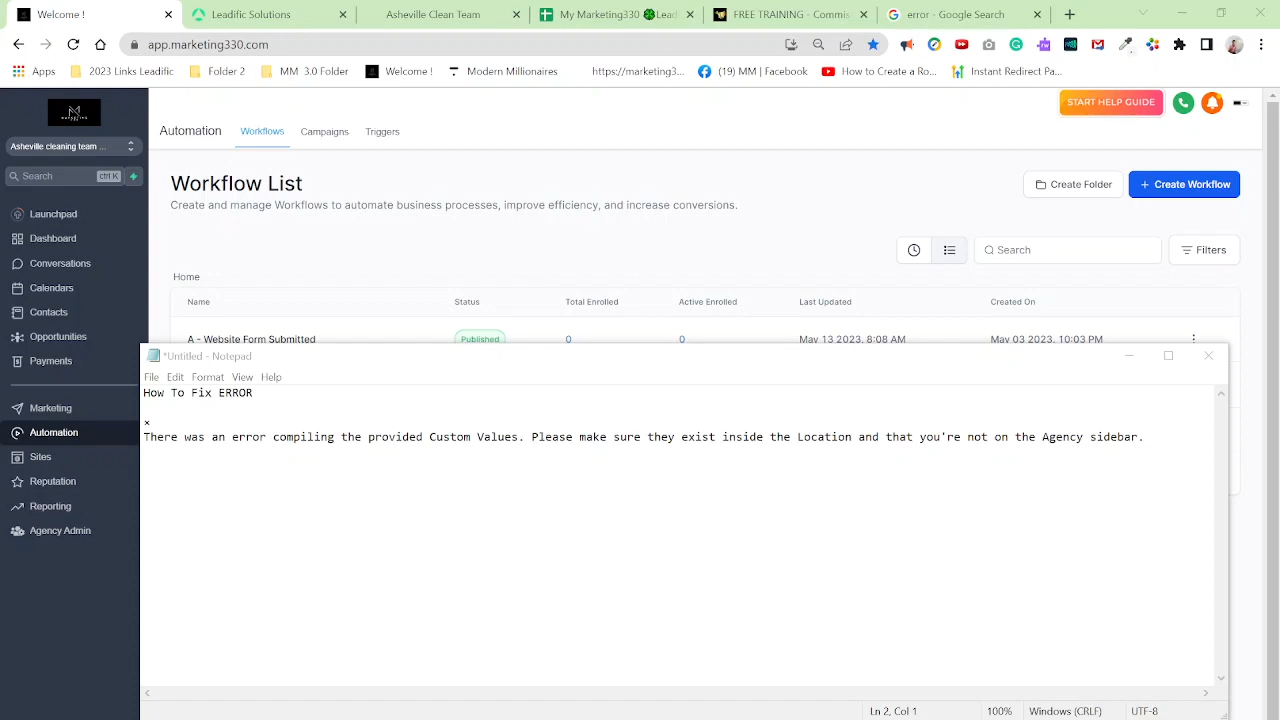 Welcome !
Leadific Solutions
Asheville Clean Team
My Marketing330 🍀Leadi
FREE TRAINING - Commis
error - Google Search
app.marketing330.com
Apps
2023 Links Leadific
Folder 2
MM 3.0 Folder
Welcome !
Modern Millionaires
https://marketing3...
(19) MM | Facebook
How to Create a Ro...
Instant Redirect Pa...
START HELP GUIDE
Automation
Workflows
Campaigns
Triggers
Asheville cleaning team ...
Search
ctrl K
Launchpad
Dashboard
Conversations
Calendars
Contacts
Opportunities
Payments
Marketing
Automation
Sites
Reputation
Reporting
Agency Admin
Workflow List
Create and manage Workflows to automate business processes, improve efficiency, and increase conversions.
Create Folder
+ Create Workflow
Search
Filters
Home
Name Status Total Enrolled Active Enrolled Last Updated Created On
A - Website Form Submitted Published 0 0 May 13 2023, 8:08 AM May 03 2023, 10:03 PM
*Untitled - Notepad
File Edit Format View Help
How To Fix ERROR
×
There was an error compiling the provided Custom Values. Please make sure they exist inside the Location and that you're not on the Agency sidebar.
Ln 2, Col 1
100%
Windows (CRLF)
UTF-8